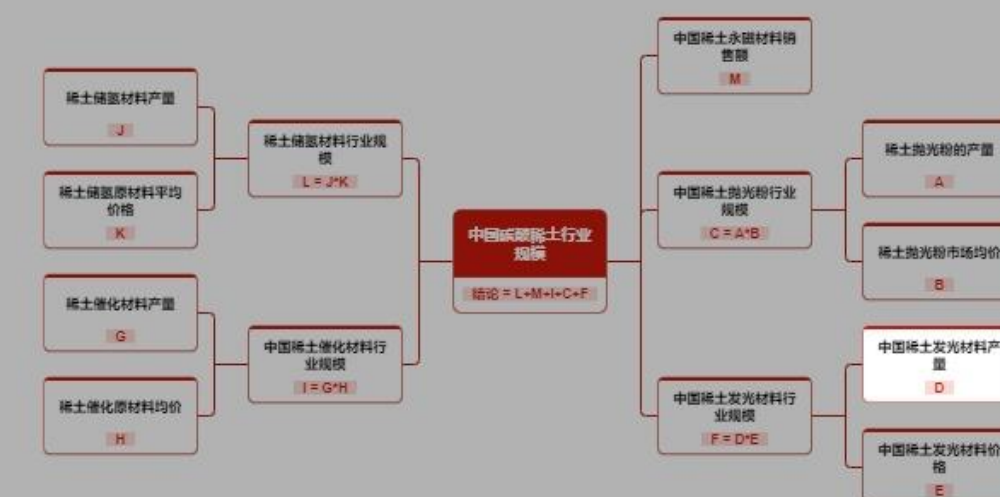 稀土储氢材料产量
J
稀土储氢原材料平均
价格
K
稀土催化材料产量
G
稀土催化原材料均价
H
稀土储氢材料行业规
模
L = J*K
中国稀土催化材料行
业规模
I = G*H
中国碳酸稀土行业
规模
结论 = L+M+I+C+F
中国稀土永磁材料销
售额
M
中国稀土抛光粉行业
规模
C = A*B
中国稀土发光材料行
业规模
F = D*E
稀土抛光粉的产量
A
稀土抛光粉市场均价
B
中国稀土发光材料产
量
D
中国稀土发光材料价
格
E